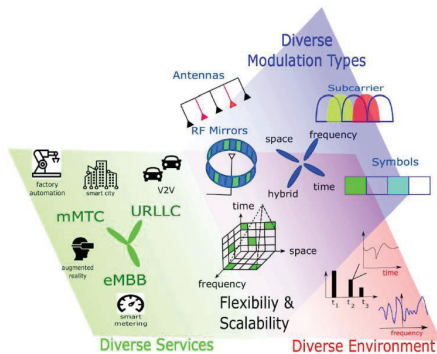 Diverse
Modulation Types
Antennas
Subcarrier
RF Mirrors
space
frequency
hybrid
time
Symbols
factory
automation
smart city
V2V
mMTC
URLLC
eMBB
augmented
reality
smart
metering
time
space
frequency
Flexibiliy &
Scalability
t1
t2
t3
time
frequency
Diverse Services
Diverse Environment